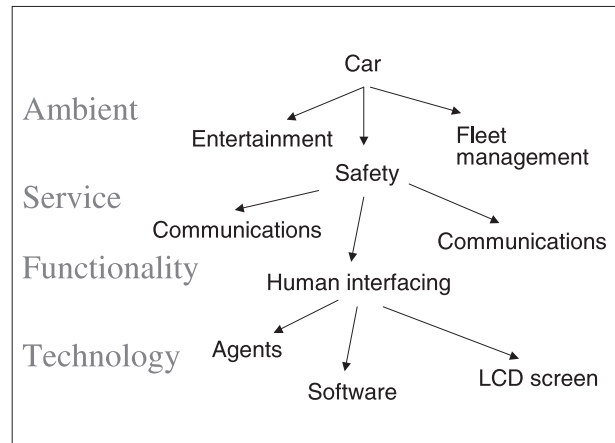 Car
Ambient
Entertainment
Fleet
management
Safety
Service
Communications
Communications
Functionality
Human interfacing
Technology
Agents
LCD screen
Software